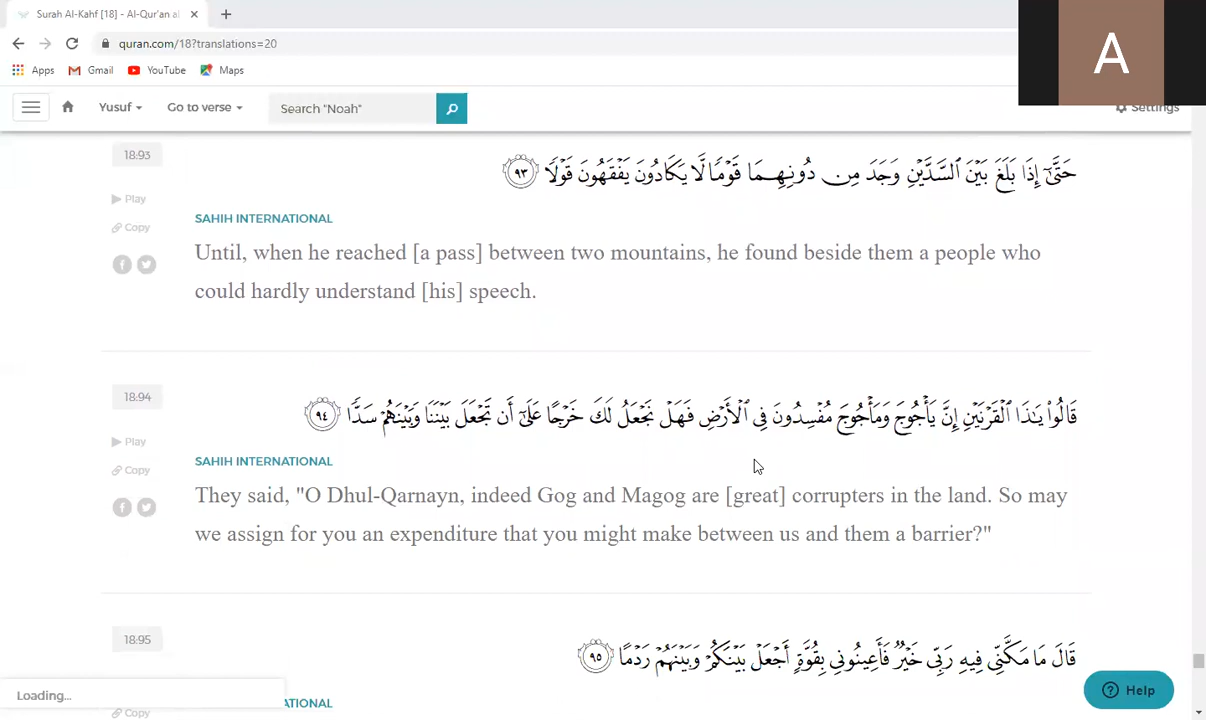 Surah Al-Kahf [18] - Al-Qur'an al
quran.com/18?translations=20
Apps Gmail YouTube Maps
A
Yusuf Go to verse Search "Noah" Settings
18:93
حَتَّىٰٓ إِذَا بَلَغَ بَيْنَ ٱلسَّدَّيْنِ وَجَدَ مِن دُونِهِمَا قَوْمًا لَّا يَكَادُونَ يَفْقَهُونَ قَوْلًا ٩٣
Play
Copy
SAHIH INTERNATIONAL
Until, when he reached [a pass] between two mountains, he found beside them a people who
could hardly understand [his] speech.
18:94
قَالُوا۟ يَـٰذَا ٱلْقَرْنَيْنِ إِنَّ يَأْجُوجَ وَمَأْجُوجَ مُفْسِدُونَ فِى ٱلْأَرْضِ فَهَلْ نَجْعَلُ لَكَ خَرْجًا عَلَىٰٓ أَن تَجْعَلَ بَيْنَنَا وَبَيْنَهُمْ سَدًّا ٩٤
Play
Copy
SAHIH INTERNATIONAL
They said, "O Dhul-Qarnayn, indeed Gog and Magog are [great] corrupters in the land. So may
we assign for you an expenditure that you might make between us and them a barrier?"
18:95
قَالَ مَا مَكَّنِّى فِيهِ رَبِّى خَيْرٌ فَأَعِينُونِى بِقُوَّةٍ أَجْعَلْ بَيْنَكُمْ وَبَيْنَهُمْ رَدْمًا ٩٥
Help
Loading...
ATIONAL
Copy